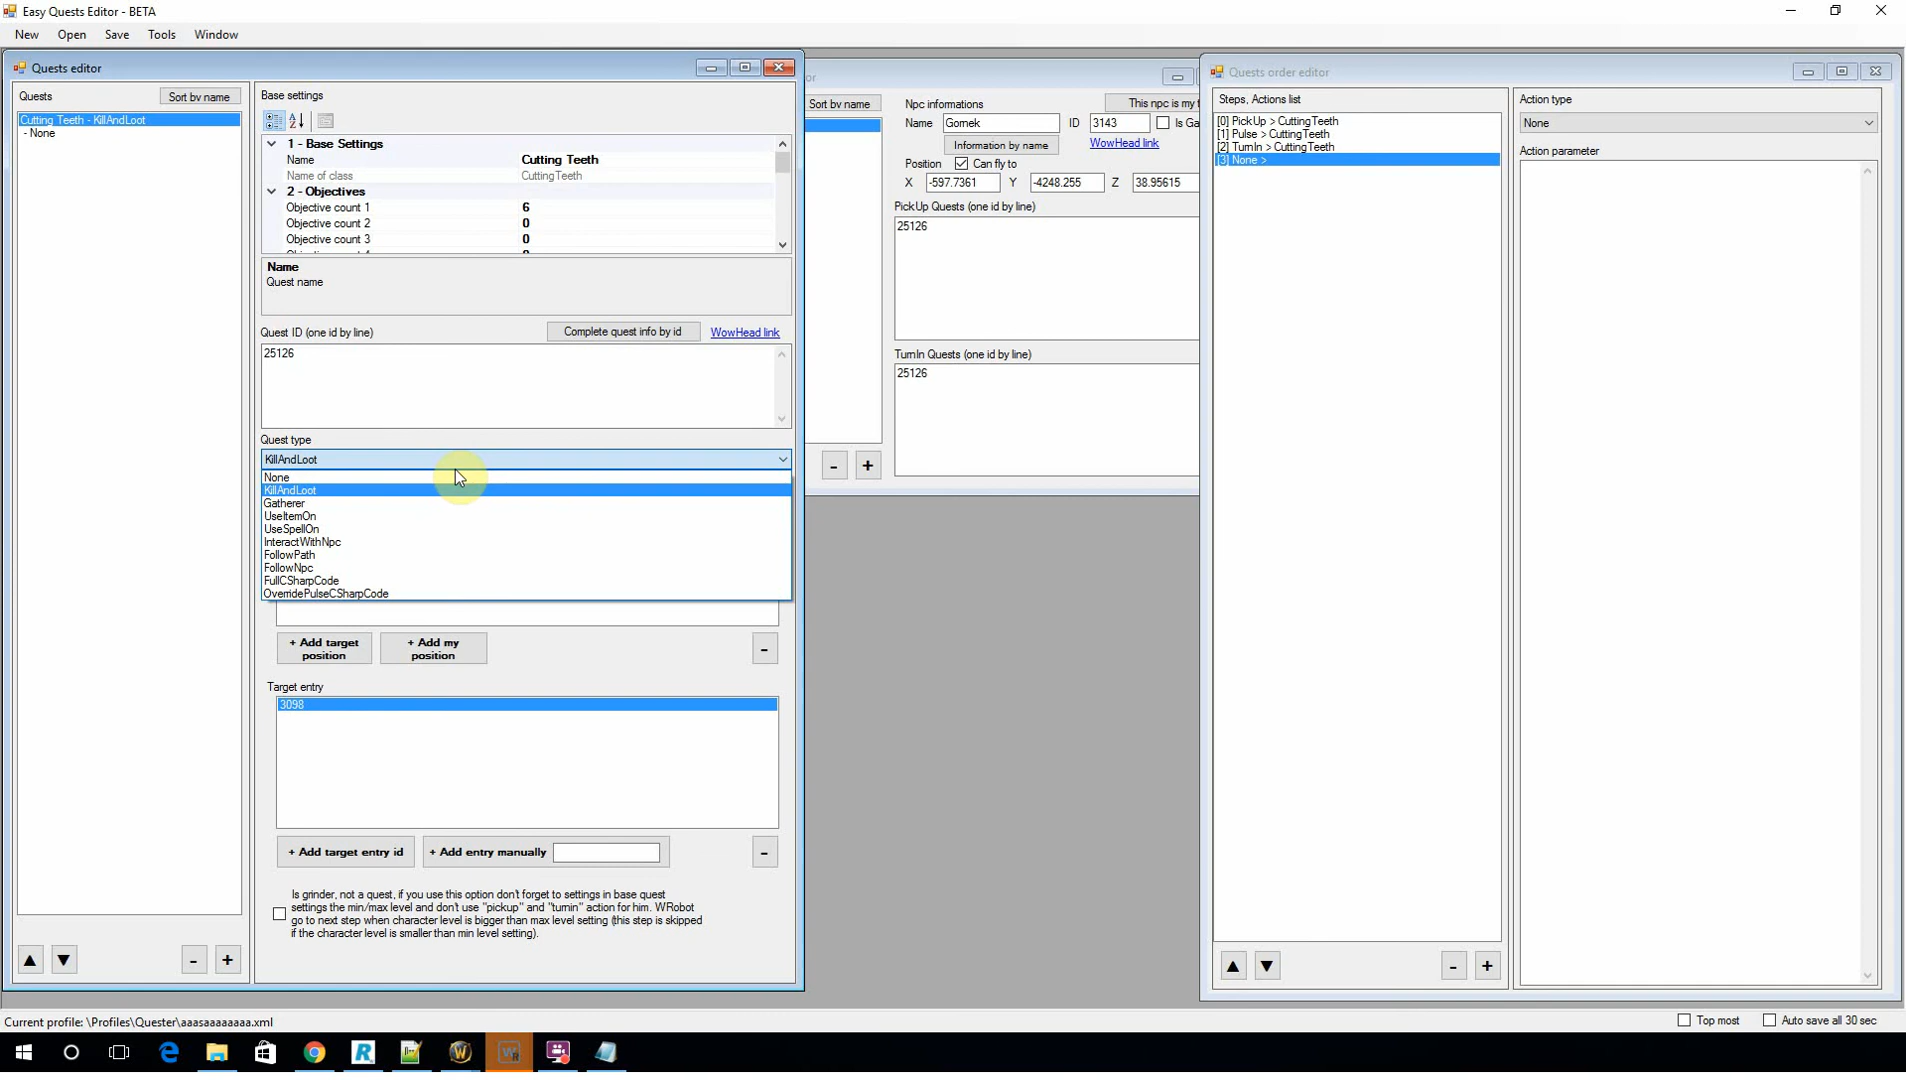 Easy Quests Editor - BETA
New Open Save Tools Window
Quests editor
Quests
Sort by name
Cutting Teeth - KillAndLoot
- None
Base settings
1 - Base Settings
Name Cutting Teeth
Name of class CuttingTeeth
2 - Objectives
Objective count 1 6
Objective count 2 0
Objective count 3 0
Name
Quest name
Quest ID (one id by line)
Complete quest info by id
WowHead link
25126
Quest type
KillAndLoot
None
KillAndLoot
Gatherer
UseItemOn
UseSpellOn
InteractWithNpc
FollowPath
FollowNpc
FullCSharpCode
OverridePulseCSharpCode
+ Add target position
+ Add my position
-
Target entry
3098
+ Add target entry id
+ Add entry manually
-
Is grinder, not a quest, if you use this option don't forget to settings in base quest
settings the min/max level and don't use "pickup" and "turnin" action for him. WRobot
go to next step when character level is bigger than max level setting (this step is skipped
if the character level is smaller than min level setting).
▲ ▼ - +
or
Sort by name
Npc informations
This npc is my t
Name Gornek ID 3143 Is Ga
Information by name
WowHead link
Position Can fly to
X -597.7361 Y -4248.255 Z 38.95615
PickUp Quests (one id by line)
25126
TurnIn Quests (one id by line)
25126
- +
Quests order editor
Steps, Actions list
[0] PickUp > CuttingTeeth
[1] Pulse > CuttingTeeth
[2] TurnIn > CuttingTeeth
[3] None >
▲ ▼ - +
Action type
None
Action parameter
Current profile: \Profiles\Quester\aaasaaaaaaaa.xml
Top most
Auto save all 30 sec